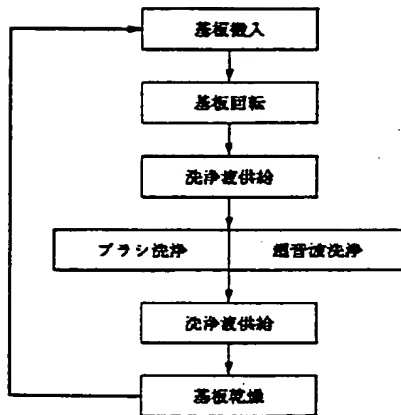 基板搬入
基板回転
洗浄液供給
ブラシ洗浄
超音波洗浄
洗浄液供給
基板乾燥